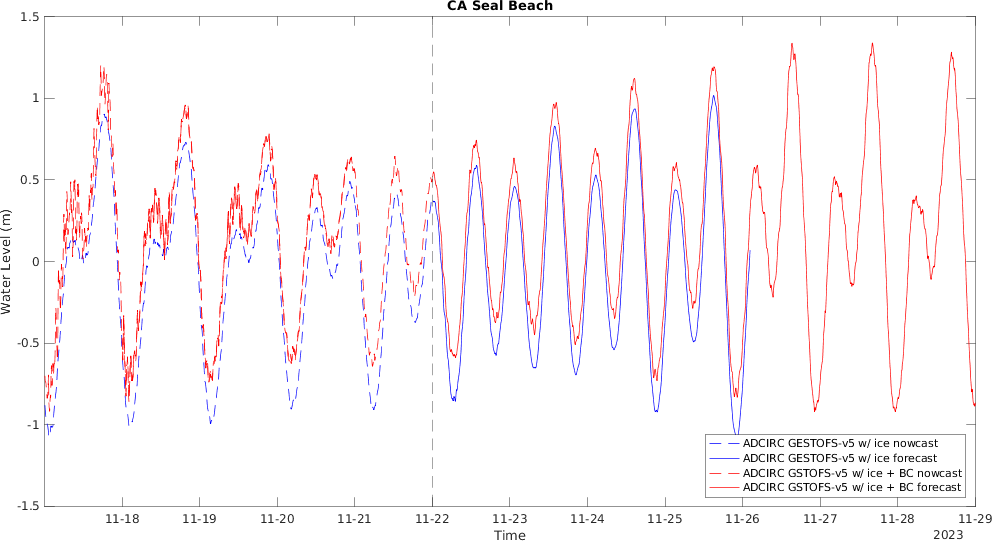 CA Seal Beach
1.5
1
0.5
0
-0.5
-1
-1.5
Water Level (m)
11-18
11-19
11-20
11-21
11-22
11-23
11-24
11-25
11-26
11-27
11-28
11-29
Time
2023
ADCIRC GESTOFS-v5 w/ ice nowcast
ADCIRC GESTOFS-v5 w/ ice forecast
ADCIRC GSTOFS-v5 w/ ice + BC nowcast
ADCIRC GSTOFS-v5 w/ ice + BC forecast